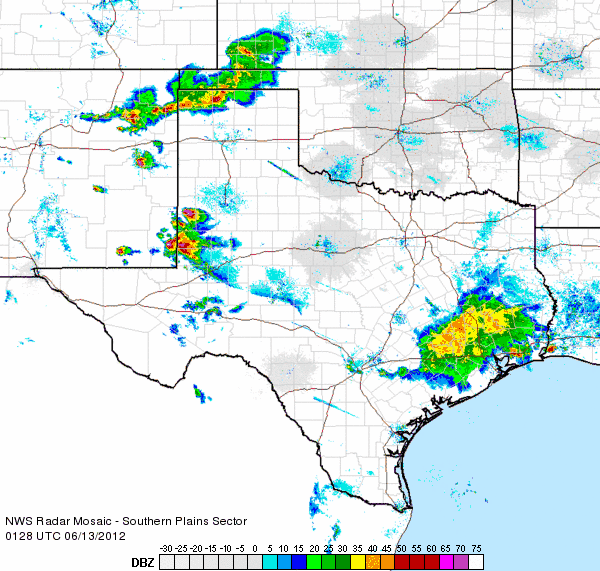 NWS Radar Mosaic - Southern Plains Sector
0128 UTC 06/13/2012
DBZ -30 -25 -20 -15 -10 -5 0 5 10 15 20 25 30 35 40 45 50 55 60 65 70 75